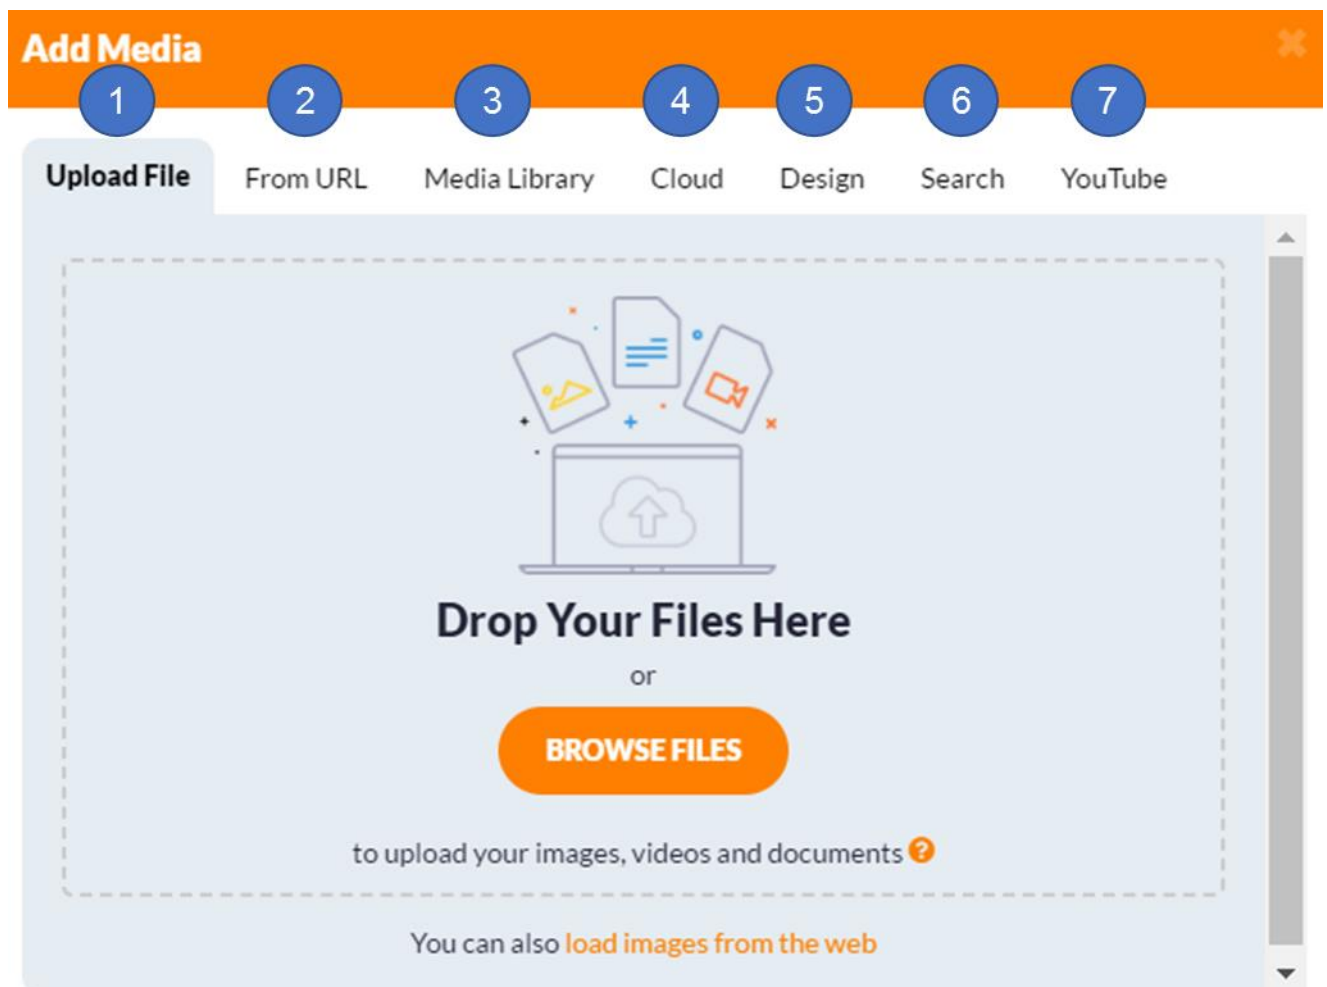 Add Media
1 2 3 4 5 6 7
Upload File From URL Media Library Cloud Design Search YouTube
Drop Your Files Here
or
BROWSE FILES
to upload your images, videos and documents ?
You can also load images from the web